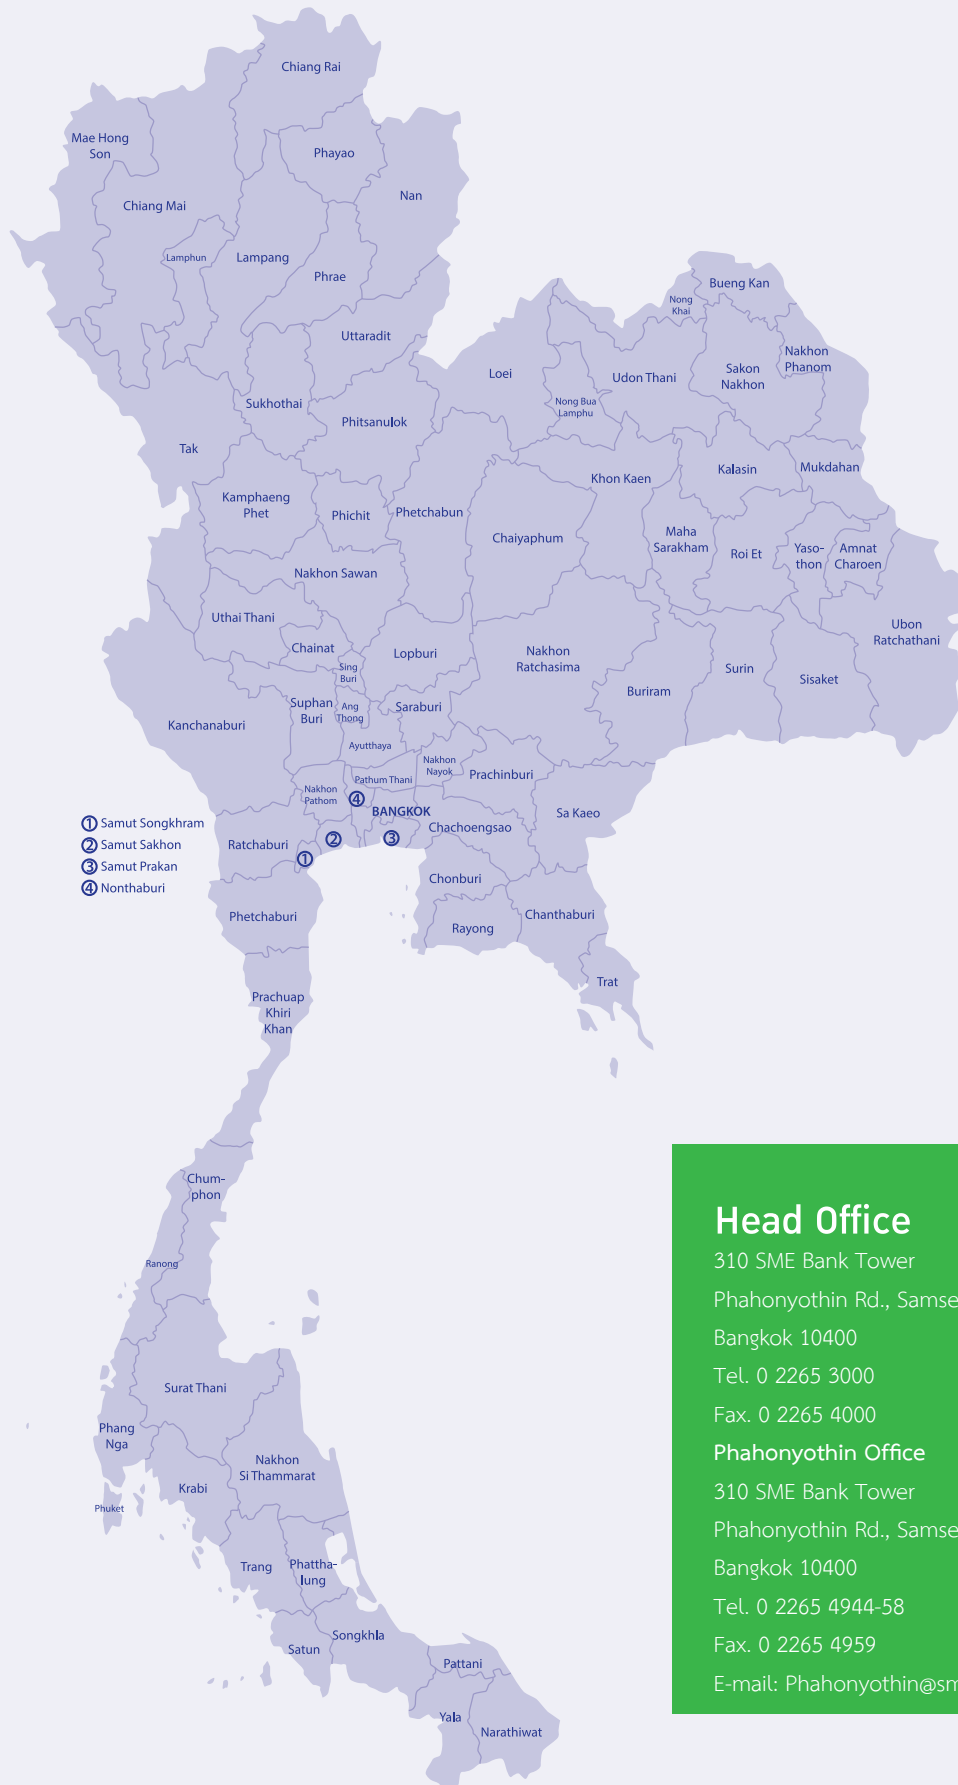 Chiang Rai
Mae Hong
Son
Phayao
Nan
Chiang Mai
Lamphun
Lampang
Phrae
Bueng Kan
Nong
Khai
Uttaradit
Nakhon
Phanom
Loei
Udon Thani
Sakon
Nakhon
Nong Bua
Lamphu
Sukhothai
Phitsanulok
Tak
Khon Kaen
Kalasin
Mukdahan
Kamphaeng
Phet
Phichit
Phetchabun
Chaiyaphum
Maha
Sarakham
Roi Et
Yaso-
thon
Amnat
Charoen
Nakhon Sawan
Uthai Thani
Chainat
Sing
Buri
Lopburi
Nakhon
Ratchasima
Buriram
Surin
Sisaket
Ubon
Ratchathani
Kanchanaburi
Suphan
Buri
Ang
Thong
Saraburi
Ayutthaya
Nakhon
Nayok
Prachinburi
Nakhon
Pathom
Pathum Thani
4
BANGKOK
Chachoengsao
Sa Kaeo
1 Samut Songkhram
2 Samut Sakhon
3 Samut Prakan
4 Nonthaburi
Ratchaburi
1
2
3
Chonburi
Phetchaburi
Rayong
Chanthaburi
Trat
Prachuap
Khiri
Khan
Chum-
phon
Ranong
Surat Thani
Phang
Nga
Nakhon
Si Thammarat
Krabi
Phuket
Trang
Phattha-
lung
Satun
Songkhla
Pattani
Yala
Narathiwat
Head Office
310 SME Bank Tower
Phahonyothin Rd., Samse
Bangkok 10400
Tel. 0 2265 3000
Fax. 0 2265 4000
Phahonyothin Office
310 SME Bank Tower
Phahonyothin Rd., Samse
Bangkok 10400
Tel. 0 2265 4944-58
Fax. 0 2265 4959
E-mail: Phahonyothin@sm